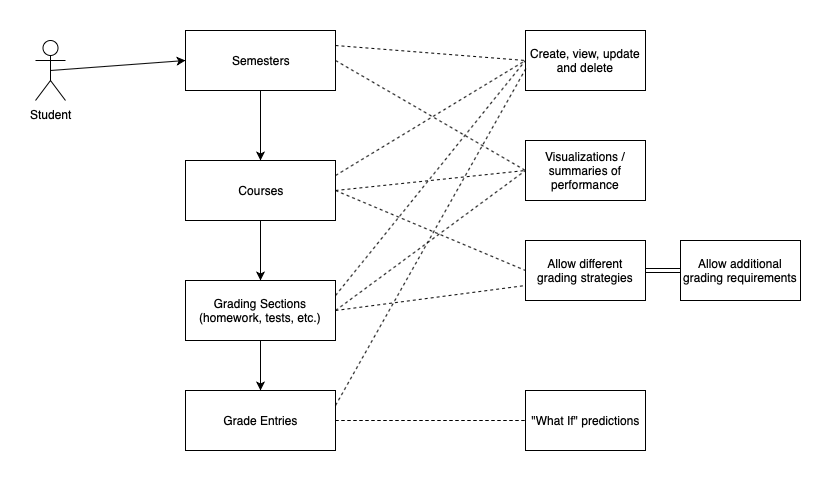 Student
Semesters
Create, view, update
and delete
Courses
Visualizations /
summaries of
performance
Grading Sections
(homework, tests, etc.)
Allow different
grading strategies
Allow additional
grading requirements
Grade Entries
"What If" predictions